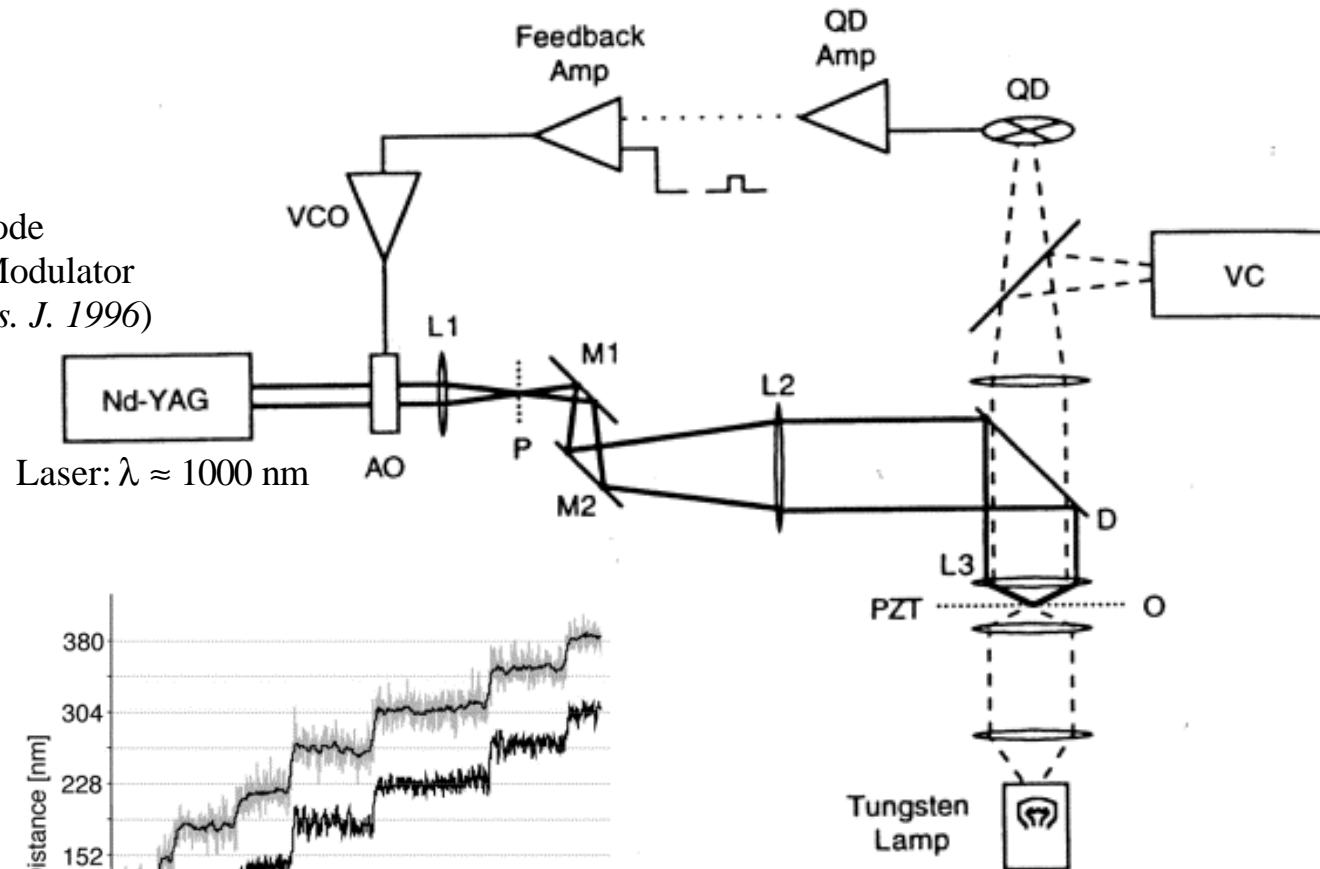 Feedback
Amp
QD
Amp
QD
VCO
VC
ode
Modulator
s. J. 1996)
L1
M1
Nd-YAG
L2
AO
P
M2
Laser: λ ≈ 1000 nm
D
L3
PZT
O
380
304
228
152
istance [nm]
Tungsten
Lamp